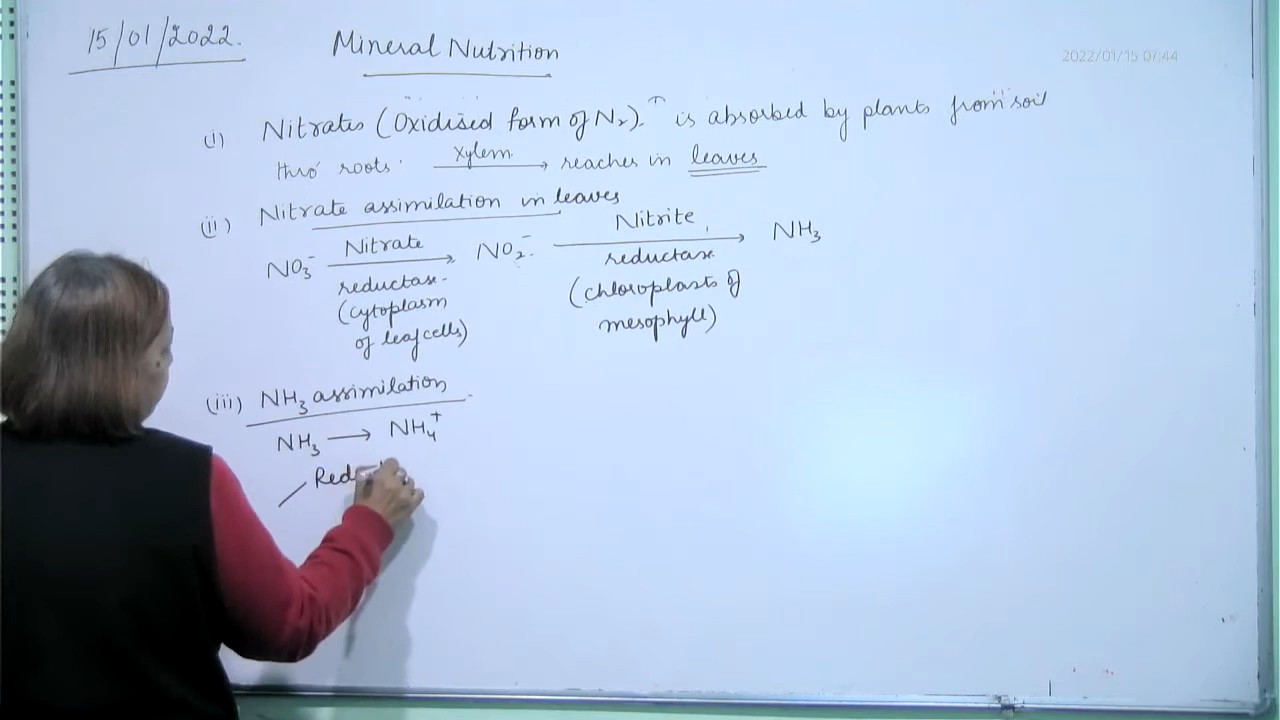 15/01/2022.
Mineral Nutrition
2022/01/15 07:44
(i) Nitrates (Oxidised form of N₂). ↑ is absorbed by plants from soil
thro' roots. xylem → reaches in leaves
(ii) Nitrate assimilation in leaves
NO₃⁻ Nitrate reductase (cytoplasm of leaf cells) → NO₂⁻ Nitrite reductase (chloroplasts of mesophyll) → NH₃
(iii) NH₃ assimilation
NH₃ → NH₄⁺